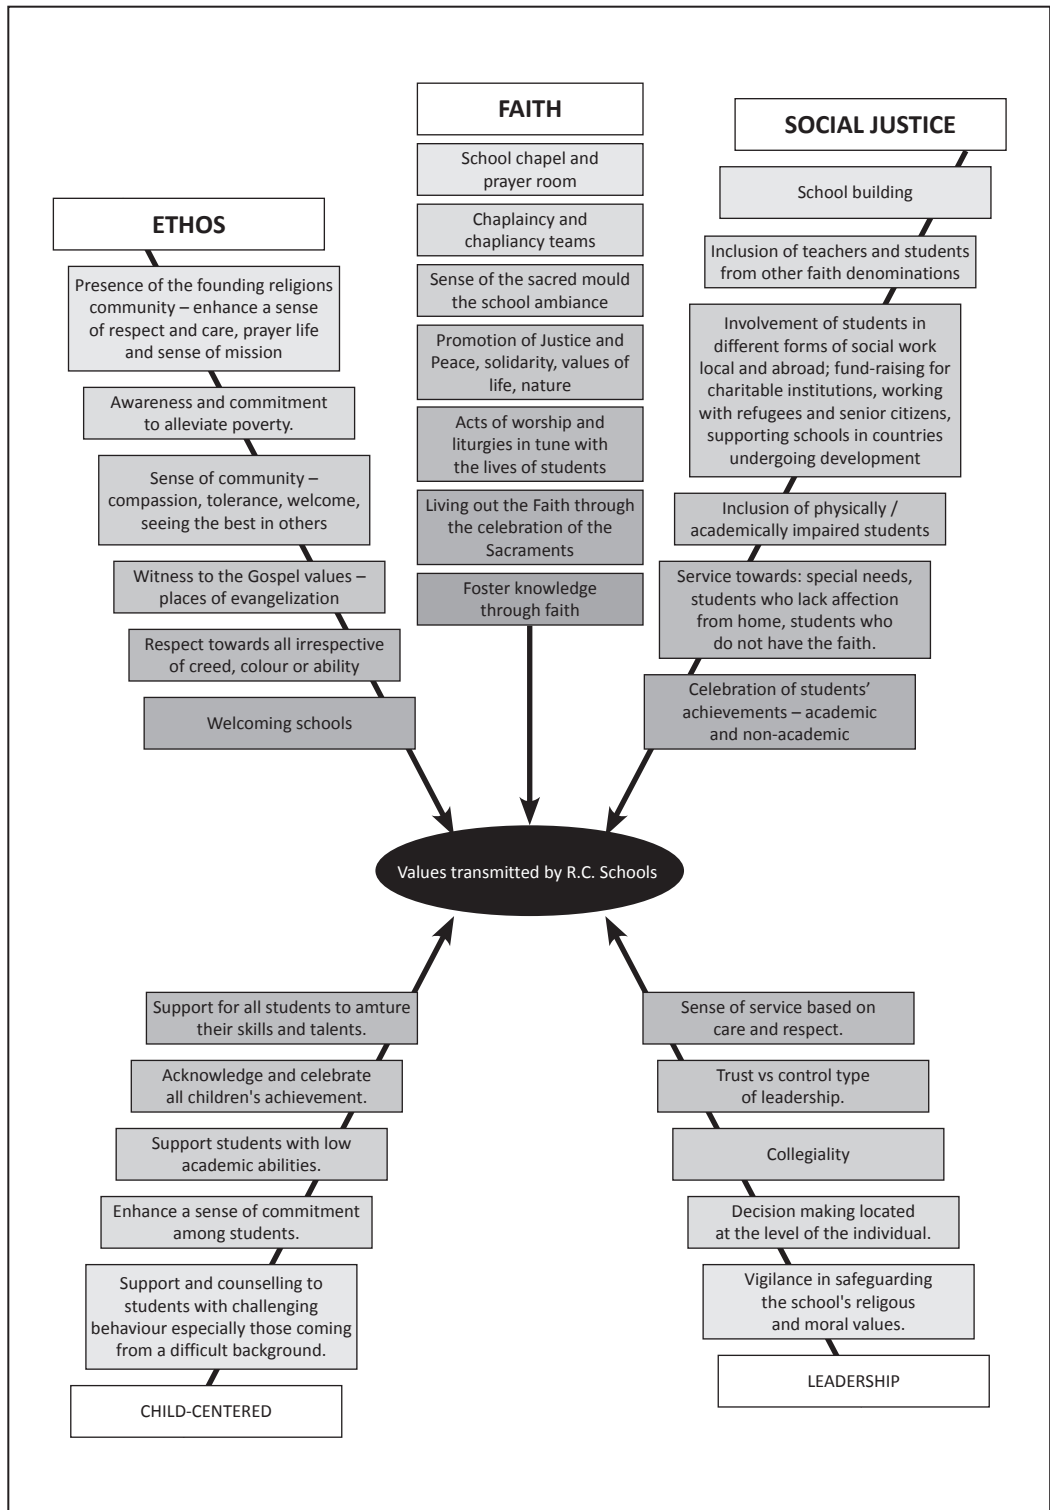 ETHOS
Presence of the founding religions
community – enhance a sense
of respect and care, prayer life
and sense of mission
Awareness and commitment
to alleviate poverty.
Sense of community –
compassion, tolerance, welcome,
seeing the best in others
Witness to the Gospel values –
places of evangelization
Respect towards all irrespective
of creed, colour or ability
Welcoming schools
FAITH
School chapel and
prayer room
Chaplaincy and
chapliancy teams
Sense of the sacred mould
the school ambiance
Promotion of Justice and
Peace, solidarity, values of
life, nature
Acts of worship and
liturgies in tune with
the lives of students
Living out the Faith through
the celebration of the
Sacraments
Foster knowledge
through faith
SOCIAL JUSTICE
School building
Inclusion of teachers and students
from other faith denominations
Involvement of students in
different forms of social work
local and abroad; fund-raising for
charitable institutions, working
with refugees and senior citizens,
supporting schools in countries
undergoing development
Inclusion of physically /
academically impaired students
Service towards: special needs,
students who lack affection
from home, students who
do not have the faith.
Celebration of students’
achievements – academic
and non-academic
Values transmitted by R.C. Schools
Support for all students to amture
their skills and talents.
Acknowledge and celebrate
all children's achievement.
Support students with low
academic abilities.
Enhance a sense of commitment
among students.
Support and counselling to
students with challenging
behaviour especially those coming
from a difficult background.
CHILD-CENTERED
Sense of service based on
care and respect.
Trust vs control type
of leadership.
Collegiality
Decision making located
at the level of the individual.
Vigilance in safeguarding
the school's religous
and moral values.
LEADERSHIP